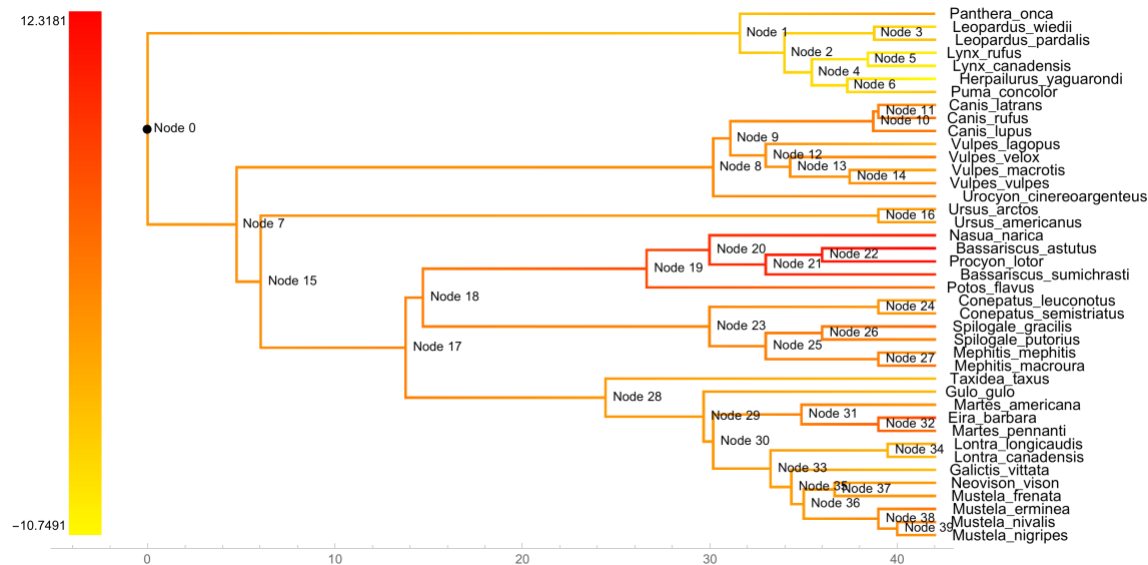 12.3181
Panthera_onca
Node 1
Leopardus_wiedii
Node 3
Leopardus_pardalis
Node 2
Lynx_rufus
Node 5
Lynx_canadensis
Node 4
Herpailurus_yaguarondi
Node 6
Puma_concolor
Canis_latrans
Node 11
Canis_rufus
Node 10
Node 0
Canis_lupus
Node 9
Vulpes_lagopus
Node 12
Vulpes_velox
Node 8
Node 13
Vulpes_macrotis
Node 14
Vulpes_vulpes
Urocyon_cinereoargenteus
Ursus_arctos
Node 16
Node 7
Ursus_americanus
Nasua_narica
Node 20
Bassariscus_astutus
Node 22
Node 19
Node 21
Procyon_lotor
Node 15
Bassariscus_sumichrasti
Potos_flavus
Node 18
Conepatus_leuconotus
Node 24
Conepatus_semistriatus
Node 23
Spilogale_gracilis
Node 26
Spilogale_putorius
Node 17
Node 25
Mephitis_mephitis
Node 27
Mephitis_macroura
Taxidea_taxus
Node 28
Gulo_gulo
Martes_americana
Node 29
Node 31
Eira_barbara
Node 32
Martes_pennanti
Node 30
Lontra_longicaudis
Node 34
Lontra_canadensis
Node 33
Galictis_vittata
Node 35
Neovison_vison
Node 37
Mustela_frenata
Node 36
Mustela_erminea
Node 38
Mustela_nivalis
−10.7491
Node 39
Mustela_nigripes
0 10 20 30 40